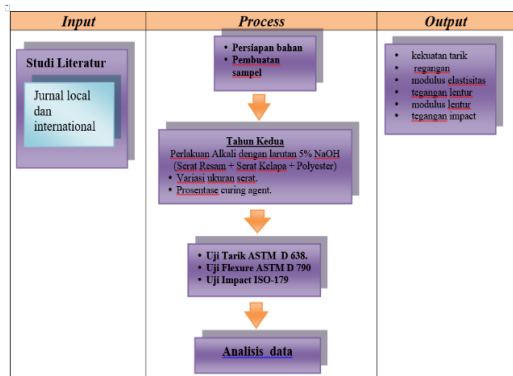 Input
Process
Output
Studi Literatur
Jurnal local
dan
international
• Persiapan bahan
• Pembuatan
sampel
Tahun Kedua
Perlakuan Alkali dengan larutan 5% NaOH
(Serat Resam + Serat Kelapa + Polyester)
• Variasi ukuran serat.
• Prosentase curing agent.
• Uji Tarik ASTM D 638.
• Uji Flexure ASTM D 790
• Uji Impact ISO-179
Analisis data
• kekuatan tarik
• regangan
• modulus elastisitas
• tegangan lentur
• modulus lentur
• tegangan impact